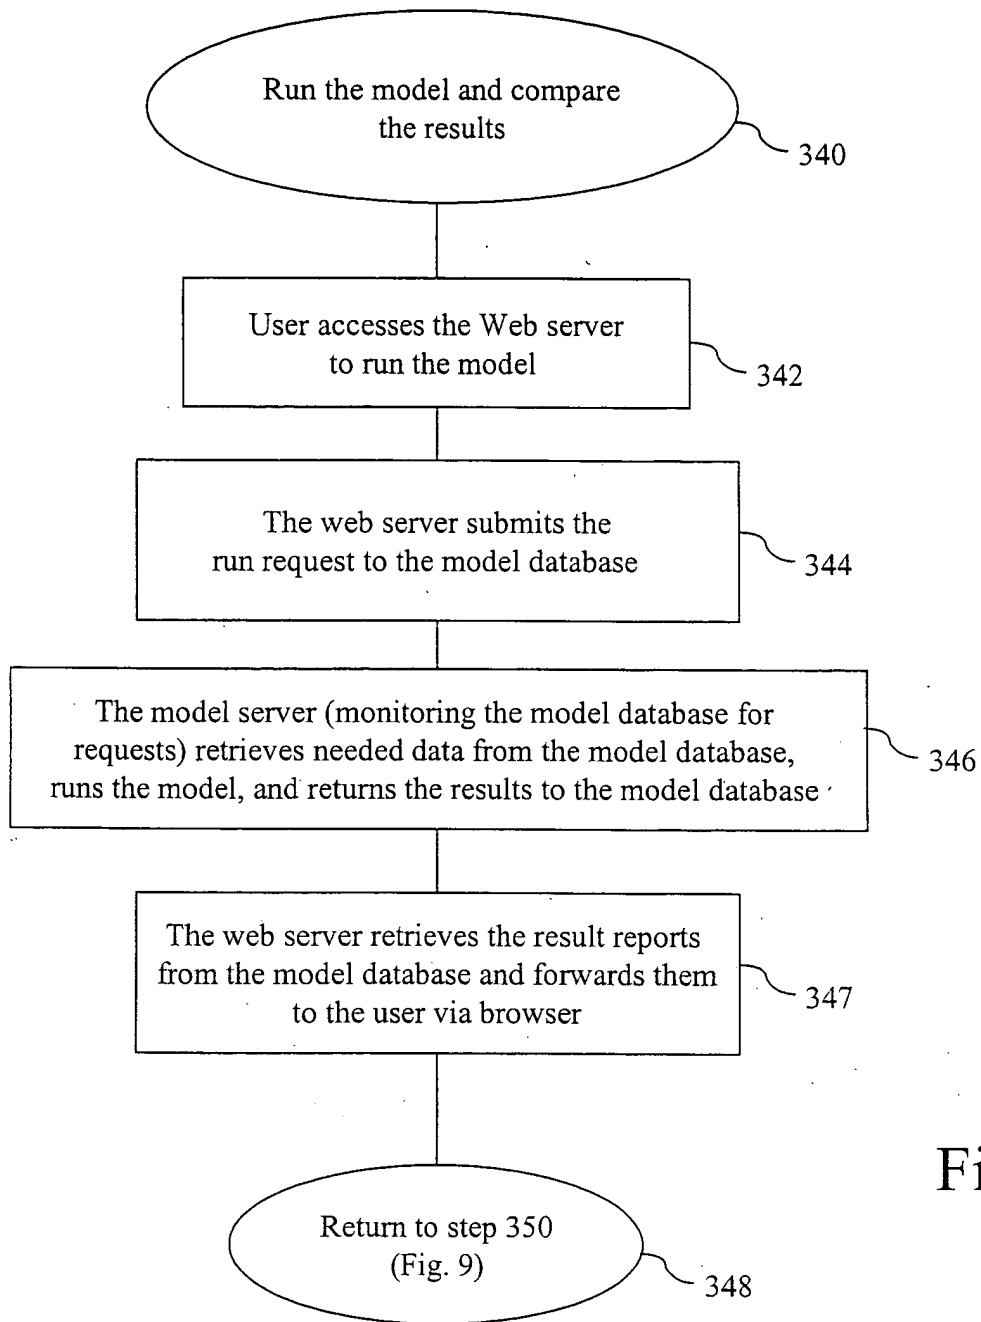 Run the model and compare
the results
340
User accesses the Web server
to run the model
342
The web server submits the
run request to the model database
344
The model server (monitoring the model database for
requests) retrieves needed data from the model database,
runs the model, and returns the results to the model database
346
The web server retrieves the result reports
from the model database and forwards them
to the user via browser
347
Return to step 350
(Fig. 9)
348